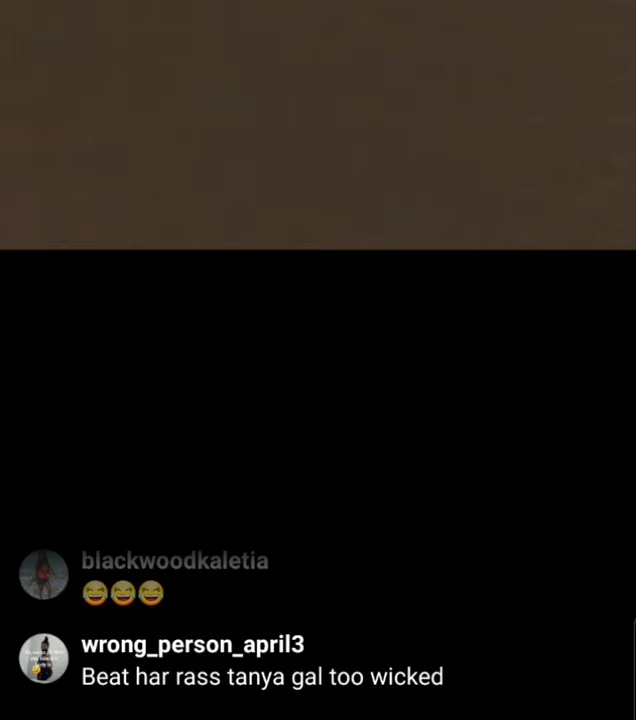 blackwoodkaletia
😆😆😆
wrong_person_april3
Beat har rass tanya gal too wicked